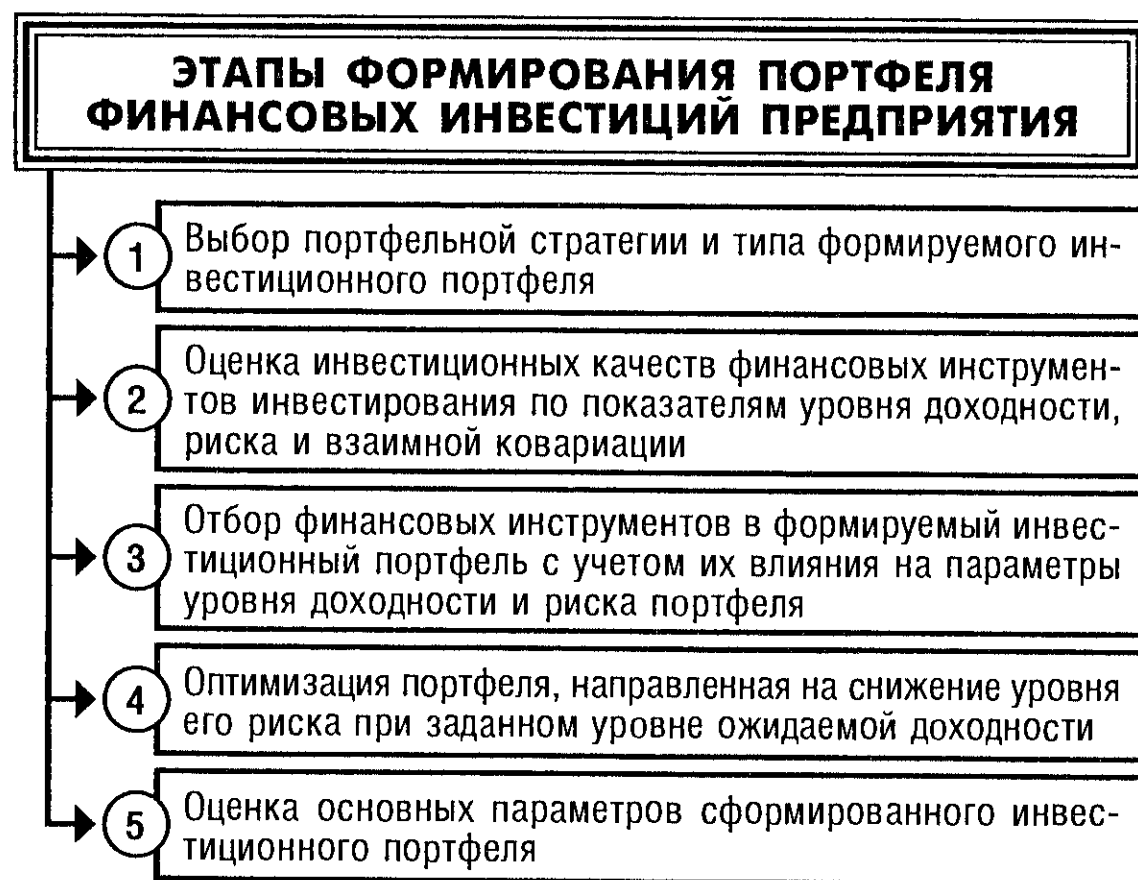 ЭТАПЫ ФОРМИРОВАНИЯ ПОРТФЕЛЯ
ФИНАНСОВЫХ ИНВЕСТИЦИЙ ПРЕДПРИЯТИЯ
1
Выбор портфельной стратегии и типа формируемого ин-
вестиционного портфеля
2
Оценка инвестиционных качеств финансовых инструмен-
тов инвестирования по показателям уровня доходности,
риска и взаимной ковариации
3
Отбор финансовых инструментов в формируемый инвес-
тиционный портфель с учетом их влияния на параметры
уровня доходности и риска портфеля
4
Оптимизация портфеля, направленная на снижение уровня
его риска при заданном уровне ожидаемой доходности
5
Оценка основных параметров сформированного инвес-
тиционного портфеля